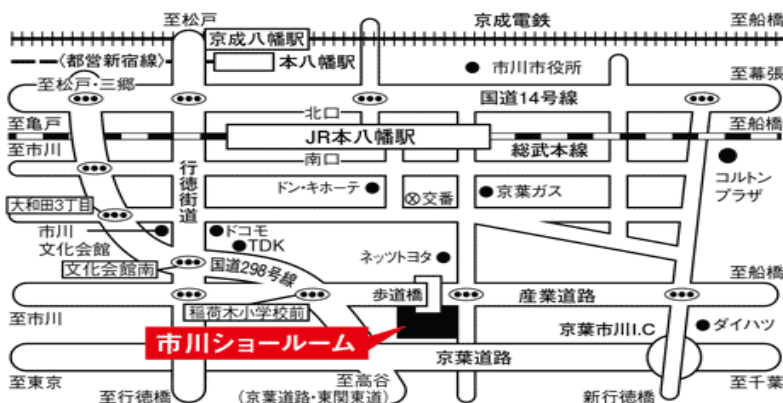 至松戸
京成電鉄
至船橋
京成八幡駅
〈都営新宿線〉
本八幡駅
市川市役所
至幕張
至松戸・三郷
国道14号線
北口
至亀戸
JR本八幡駅
至船橋
至市川
南口
総武本線
行徳街道
ドン・キホーテ
交番
京葉ガス
コルトン
プラザ
大和田3丁目
市川
文化会館
ドコモ
TDK
文化会館南
国道298号線
ネッツトヨタ
至船橋
歩道橋
産業道路
至市川
稲荷木小学校前
市川ショールーム
京葉市川I.C
ダイハツ
京葉道路
至東京
至行徳橋
至高谷
(京葉道路・東関東道)
新行徳橋
至千葉